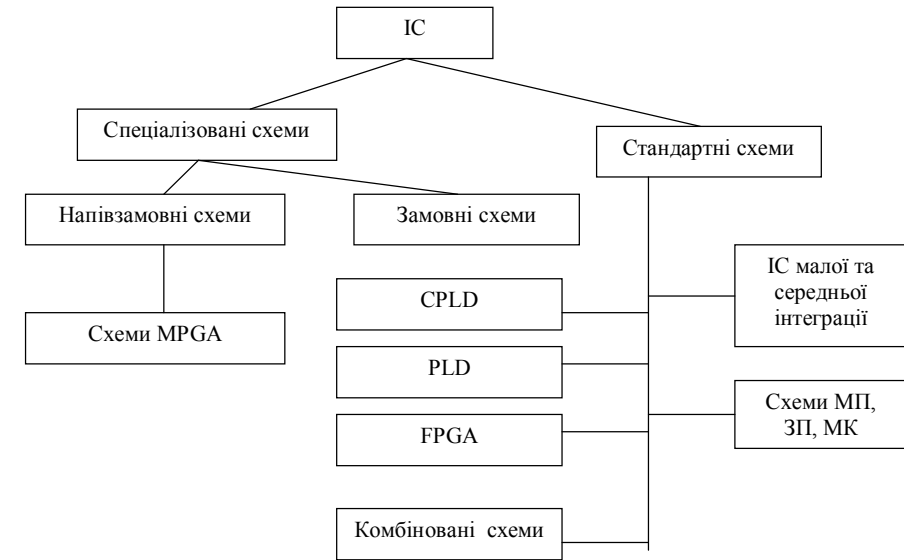 ІС
Спеціалізовані схеми
Стандартні схеми
Напівзамовні схеми
Замовні схеми
ІС малої та
середньої
інтеграції
CPLD
Схеми MPGA
PLD
Схеми МП,
ЗП, МК
FPGA
Комбіновані схеми